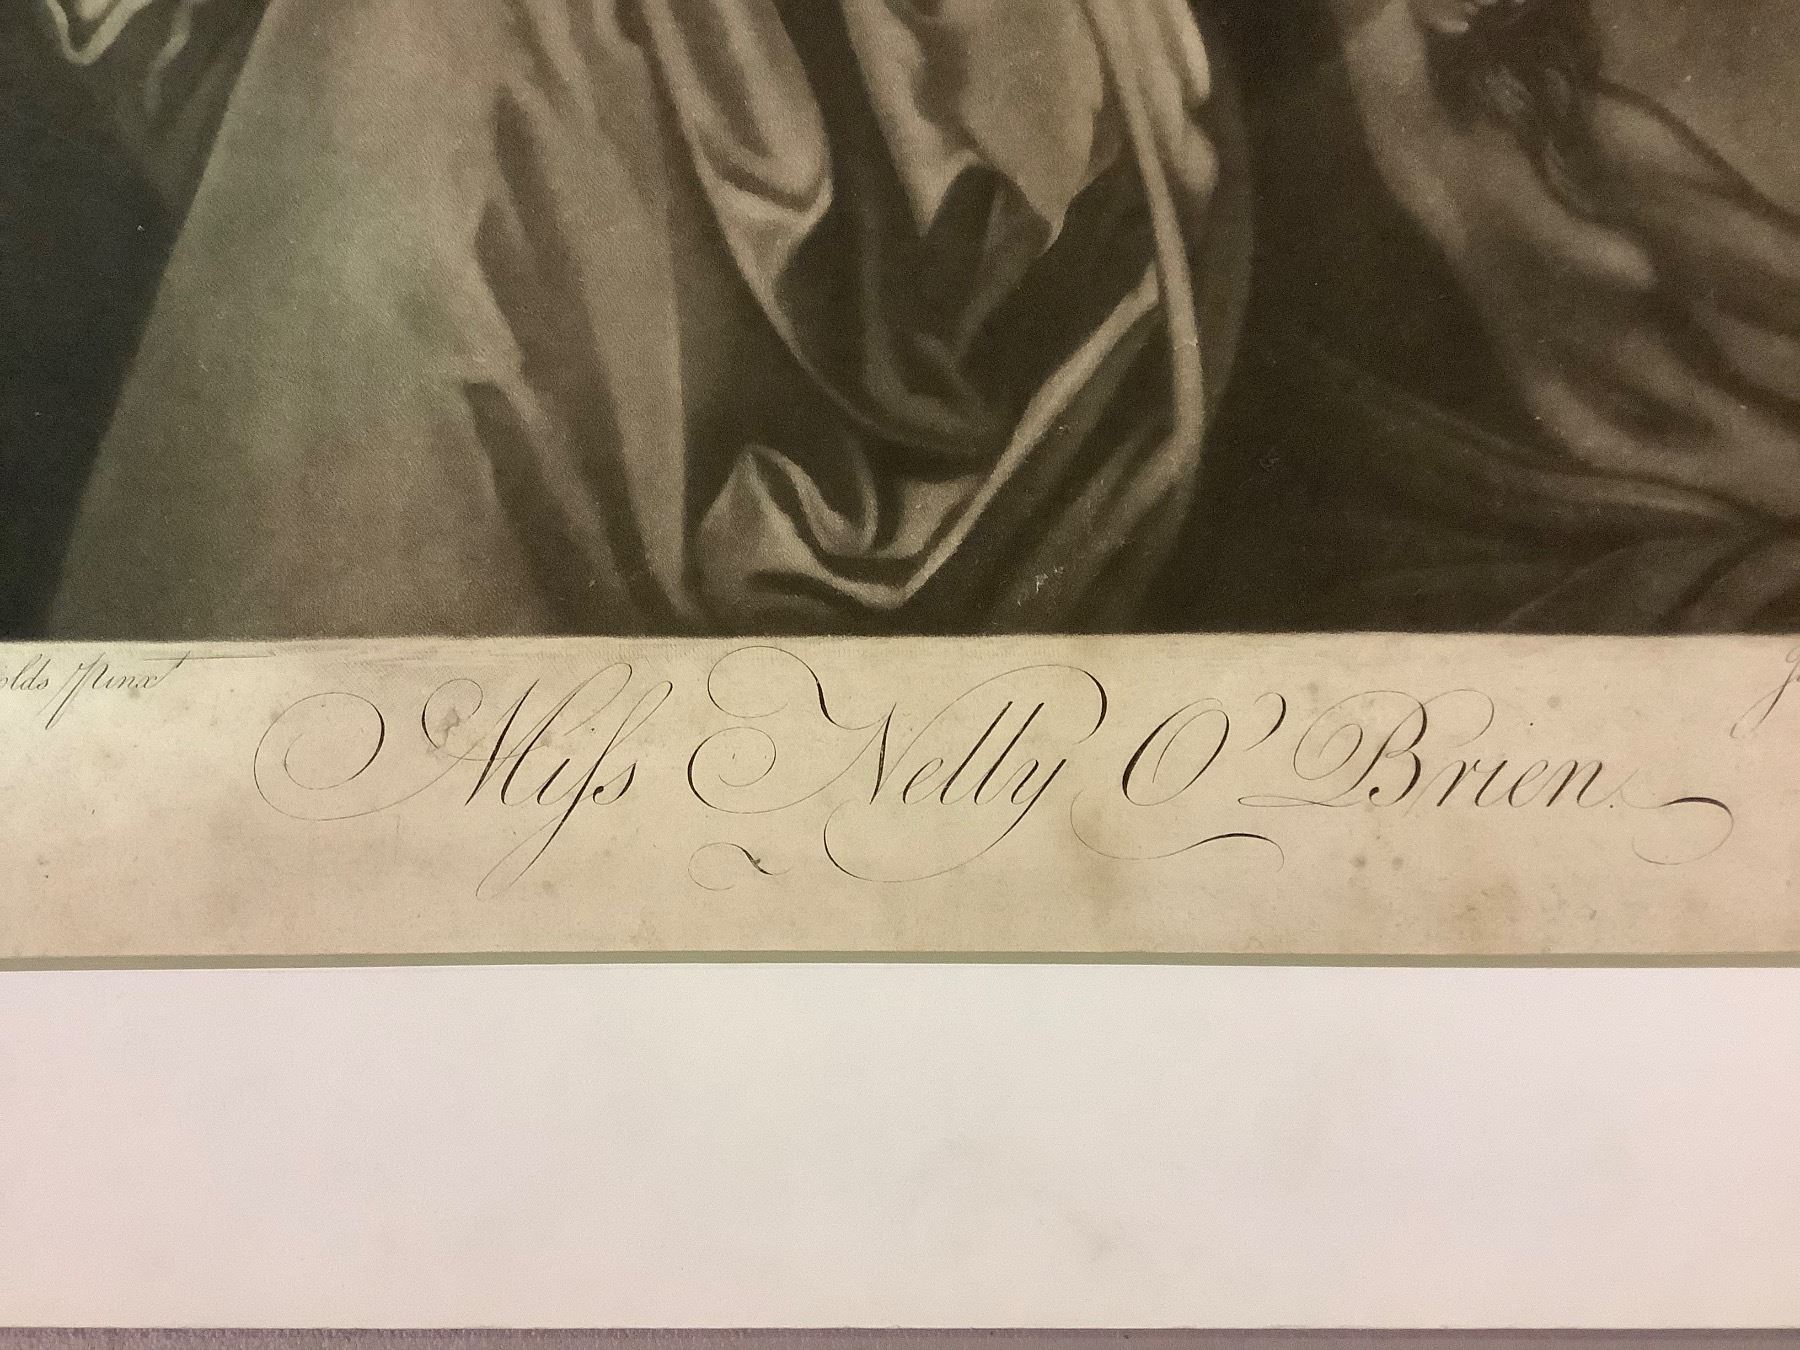 olds Pinxt
Miſs Nelly O'Brien.